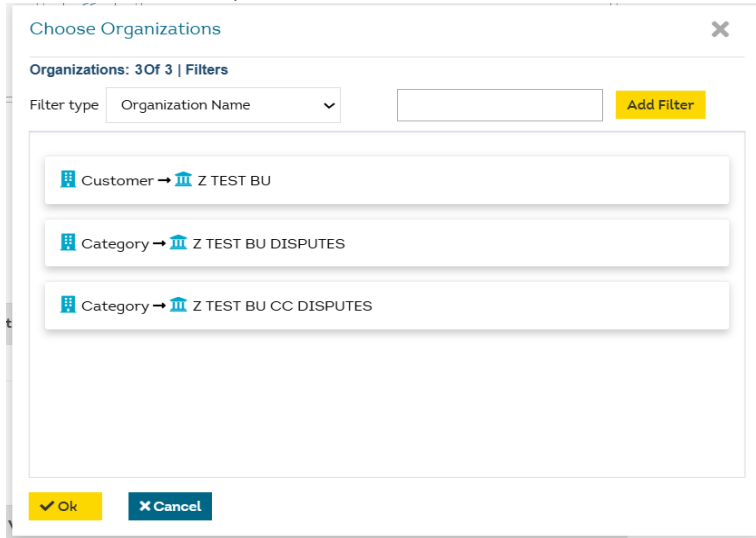 Choose Organizations
Organizations: 3Of 3 | Filters
Filter type Organization Name Add Filter
Customer → Z TEST BU
Category → Z TEST BU DISPUTES
Category → Z TEST BU CC DISPUTES
Ok Cancel